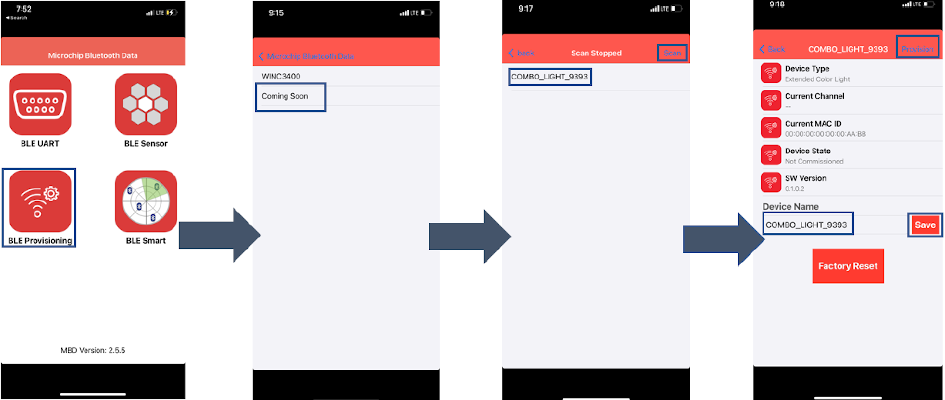 7:52
LTE
Search
Microchip Bluetooth Data
BLE UART
BLE Sensor
BLE Provisioning
BLE Smart
MBD Version: 2.5.5
9:15
LTE
Microchip Bluetooth Data
WINC3400
Coming Soon
9:17
LTE
Back
Scan Stopped
Scan
COMBO_LIGHT_9393
9:18
LTE
Back
COMBO_LIGHT_9393
Provision
Device Type
Extended Color Light
Current Channel
---
Current MAC ID
00:00:00:00:00:00:AA:BB
Device State
Not Commissioned
SW Version
6.1.0.2
Device Name
COMBO_LIGHT_9393
Save
Factory Reset